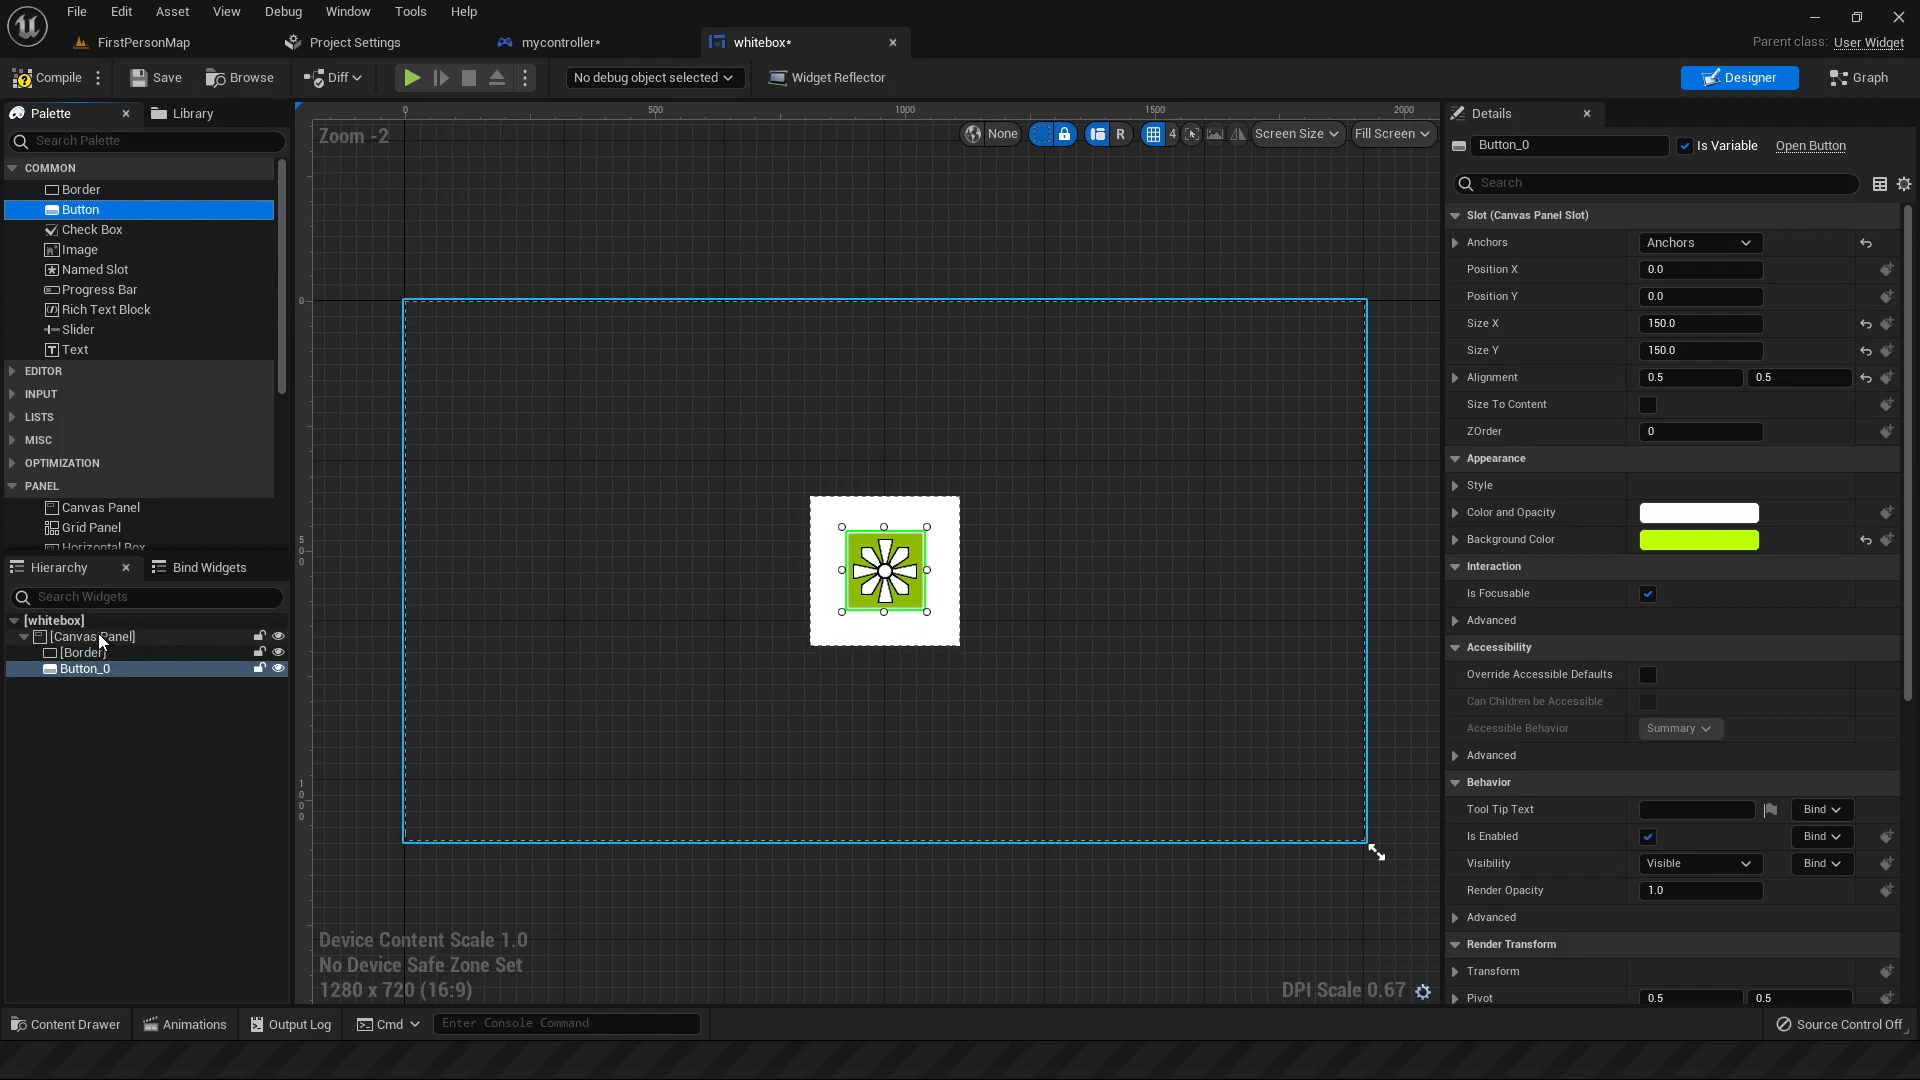 File Edit Asset View Debug Window Tools Help
FirstPersonMap Project Settings mycontroller* whitebox*
Parent class: User Widget
Compile Save Browse Diff No debug object selected Widget Reflector Designer Graph
Palette Library
Search Palette
COMMON
Border
Button
Check Box
Image
Named Slot
Progress Bar
Rich Text Block
Slider
Text
EDITOR
INPUT
LISTS
MISC
OPTIMIZATION
PANEL
Canvas Panel
Grid Panel
Horizontal Box
Hierarchy Bind Widgets
Search Widgets
[whitebox]
[Canvas Panel]
[Border]
Button_0
0 500 1000 1500 2000
Zoom -2
None R 4 Screen Size Fill Screen
0
500
1000
Device Content Scale 1.0
No Device Safe Zone Set
1280 x 720 (16:9)
DPI Scale 0.67
Details
Button_0 Is Variable Open Button
Search
Slot (Canvas Panel Slot)
Anchors Anchors
Position X 0.0
Position Y 0.0
Size X 150.0
Size Y 150.0
Alignment 0.5 0.5
Size To Content
ZOrder 0
Appearance
Style
Color and Opacity
Background Color
Interaction
Is Focusable
Advanced
Accessibility
Override Accessible Defaults
Can Children be Accessible
Accessible Behavior Summary
Advanced
Behavior
Tool Tip Text Bind
Is Enabled Bind
Visibility Visible Bind
Render Opacity 1.0
Advanced
Render Transform
Transform
Pivot 0.5 0.5
Content Drawer Animations Output Log Cmd Enter Console Command Source Control Off